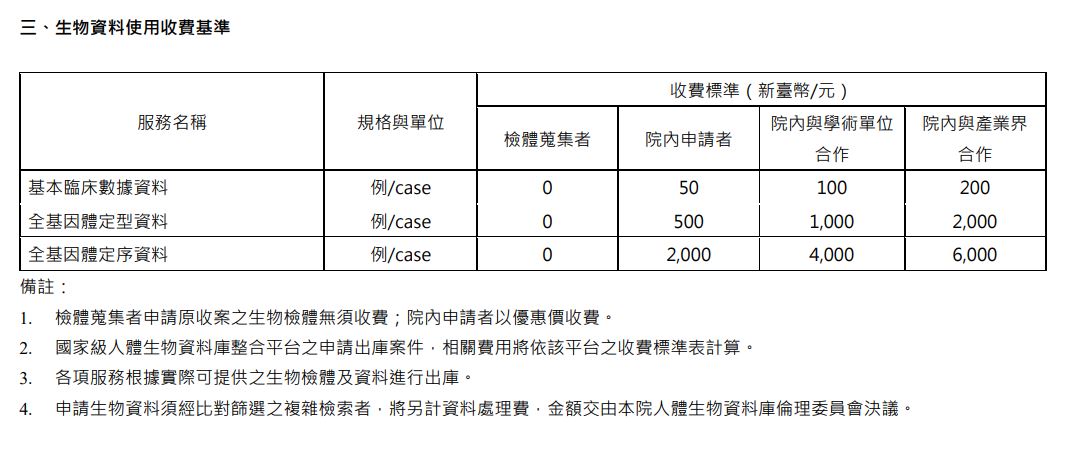 三、生物資料使用收費基準
服務名稱 規格與單位 收費標準（新臺幣/元）
檢體蒐集者 院內申請者 院內與學術單位合作 院內與產業界合作
基本臨床數據資料 例/case 0 50 100 200
全基因體定型資料 例/case 0 500 1,000 2,000
全基因體定序資料 例/case 0 2,000 4,000 6,000
備註：
1. 檢體蒐集者申請原收案之生物檢體無須收費；院內申請者以優惠價收費。
2. 國家級人體生物資料庫整合平台之申請出庫案件，相關費用將依該平台之收費標準表計算。
3. 各項服務根據實際可提供之生物檢體及資料進行出庫。
4. 申請生物資料須經比對篩選之複雜檢索者，將另計資料處理費，金額交由本院人體生物資料庫倫理委員會決議。